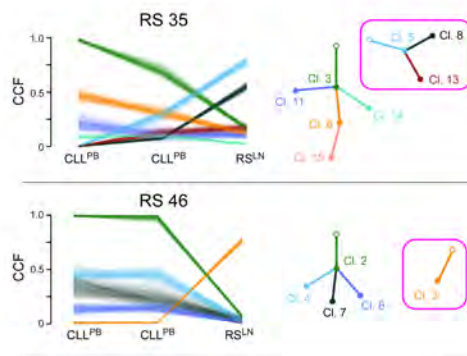 RS 35
1.0
0.5
0.0
CCF
CLL^PB CLL^PB RS^LN
Cl. 3
Cl. 11
Cl. 14
Cl. 6
Cl. 15
Cl. 5
Cl. 8
Cl. 13
RS 46
1.0
0.5
0
CCF
CLL^PB CLL^PB RS^LN
Cl. 2
Cl. 4
Cl. 7
Cl. 6
Cl. 3